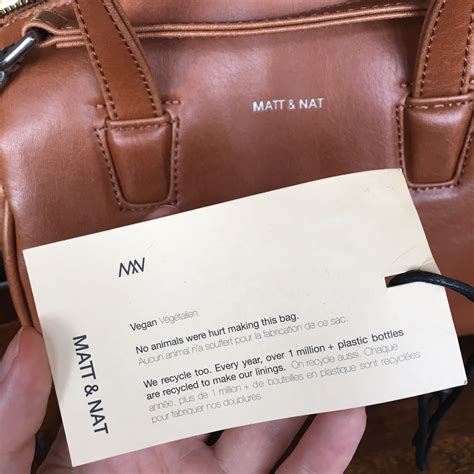 MATT & NAT
Vegan Végétalien
No animals were hurt making this bag.
Aucun animal n'a souffert pour la fabrication de ce sac.
We recycle too. Every year, over 1 million + plastic bottles
are recycled to make our linings. On recycle aussi. Chaque
année, plus de 1 million + de bouteilles en plastique sont recyclées
pour fabriquer nos doublures.
MATT & NAT